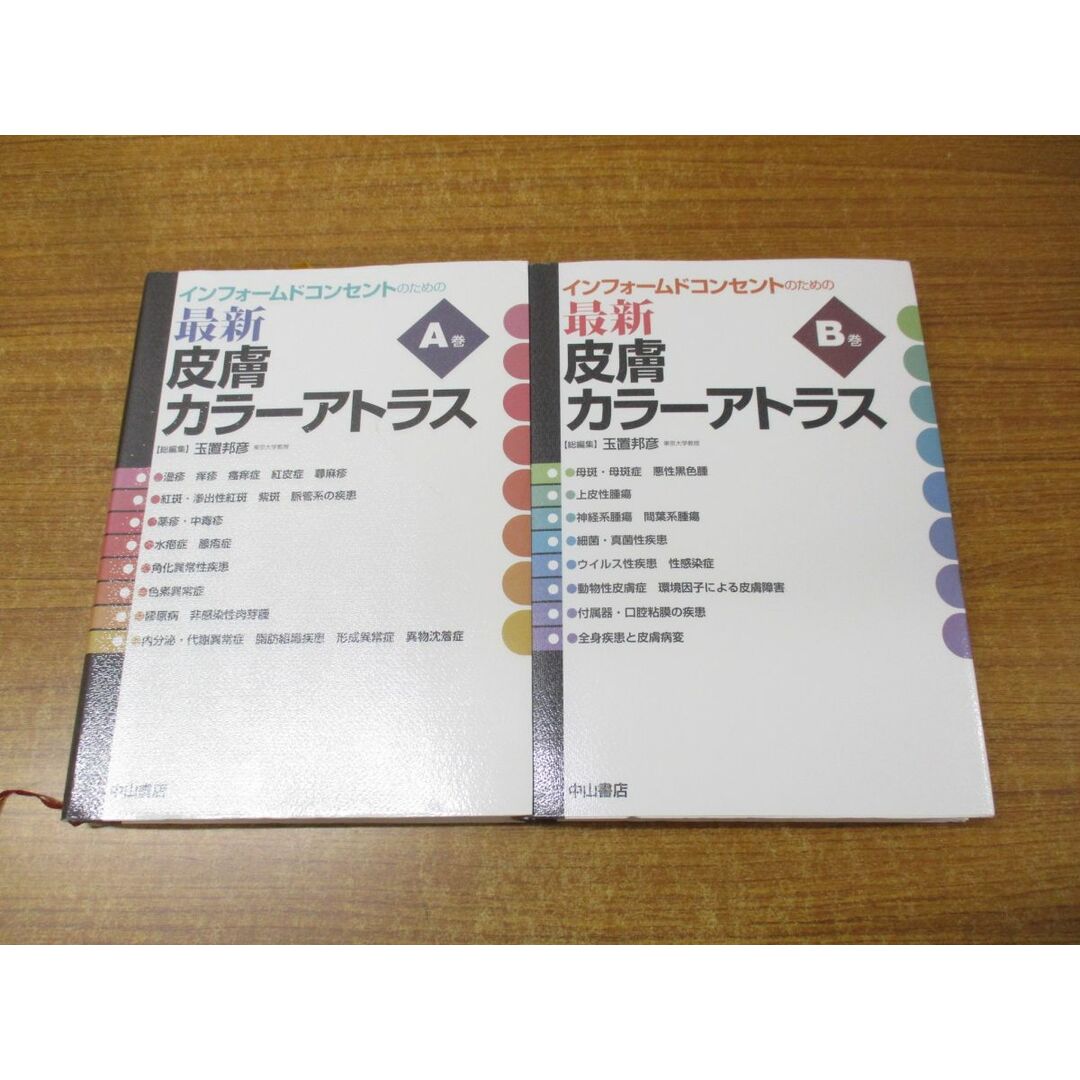 インフォームドコンセントのための
最新
皮膚
カラーアトラス
A巻
【総編集】玉置邦彦 東京大学教授
湿疹 痒疹 瘙痒症 紅皮症 蕁麻疹
紅斑・滲出性紅斑 紫斑 脈管系の疾患
薬疹・中毒疹
水疱症 膿疱症
角化異常性疾患
色素異常症
膠原病 非感染性肉芽腫
内分泌・代謝異常症 脂肪組織疾患 形成異常症 異物沈着症
中山書店
インフォームドコンセントのための
最新
皮膚
カラーアトラス
B巻
【総編集】玉置邦彦 東京大学教授
母斑・母斑症 悪性黒色腫
上皮性腫瘍
神経系腫瘍 間葉系腫瘍
細菌・真菌性疾患
ウイルス性疾患 性感染症
動物性皮膚症 環境因子による皮膚障害
付属器・口腔粘膜の疾患
全身疾患と皮膚病変
中山書店